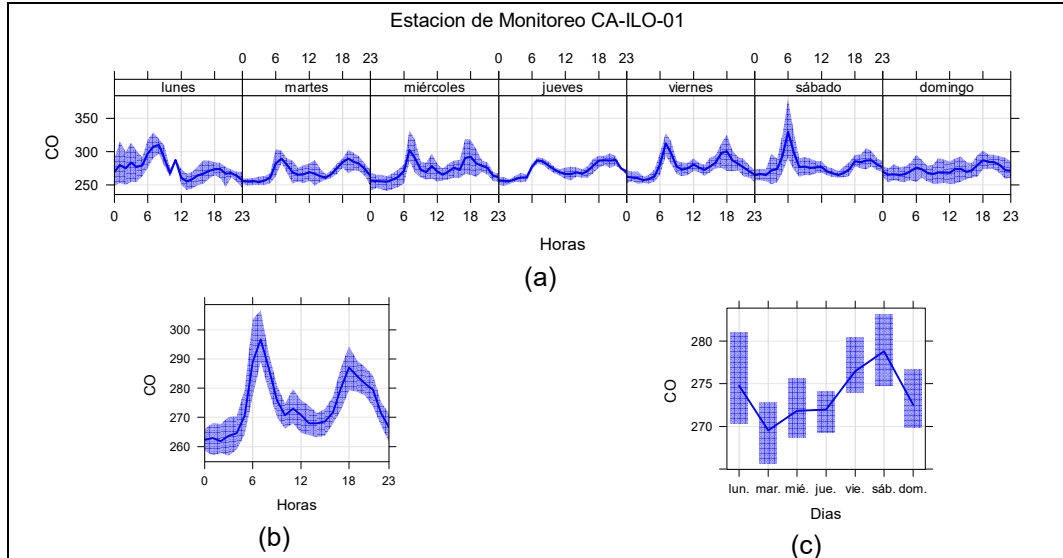 Estacion de Monitoreo CA-ILO-01
0 6 12 18 23 0 6 12 18 23 0 6 12 18 23
lunes martes miércoles jueves viernes sábado domingo
350
300
250
CO
0 6 12 18 23 0 6 12 18 23 0 6 12 18 23 0 6 12 18 23
Horas
(a)
300
290
280
270
260
CO
0 6 12 18 23
Horas
(b)
280
275
270
CO
lun. mar. mié. jue. vie. sáb. dom.
Dias
(c)